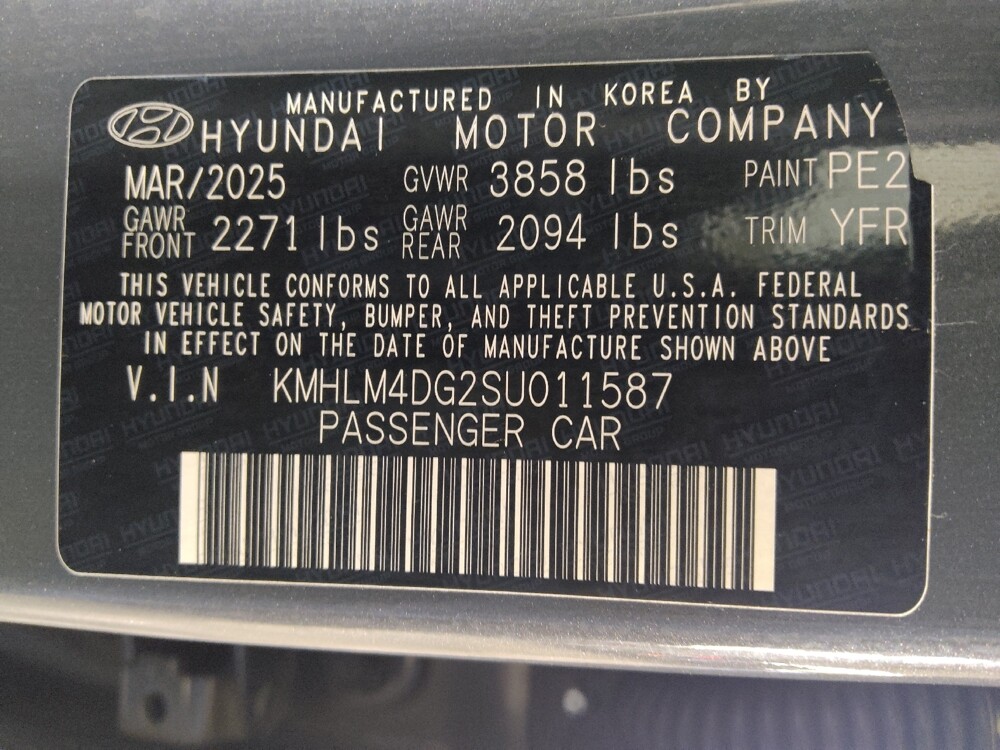 MANUFACTURED IN KOREA BY
HYUNDAI MOTOR COMPANY
MAR/2025 GVWR 3858 lbs PAINT PE2
GAWR FRONT 2271 lbs GAWR REAR 2094 lbs TRIM YFR
THIS VEHICLE CONFORMS TO ALL APPLICABLE U.S.A. FEDERAL
MOTOR VEHICLE SAFETY, BUMPER, AND THEFT PREVENTION STANDARDS
IN EFFECT ON THE DATE OF MANUFACTURE SHOWN ABOVE
V.I.N KMHLM4DG2SU011587
PASSENGER CAR